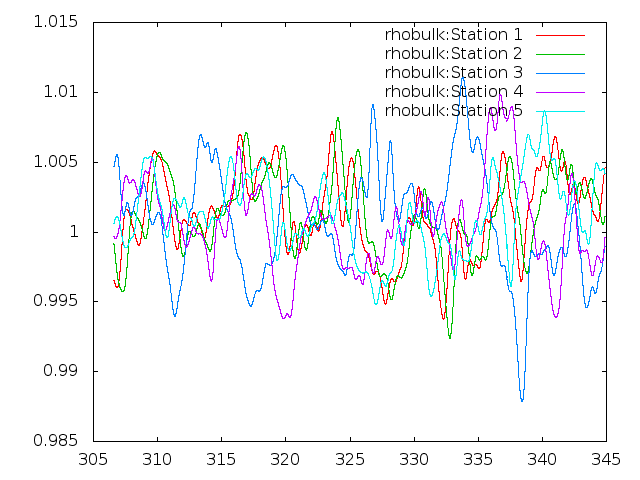 1.015
rhobulk:Station 1
rhobulk:Station 2
rhobulk:Station 3
rhobulk:Station 4
rhobulk:Station 5
1.01
1.005
1
0.995
0.99
0.985
305 310 315 320 325 330 335 340 345